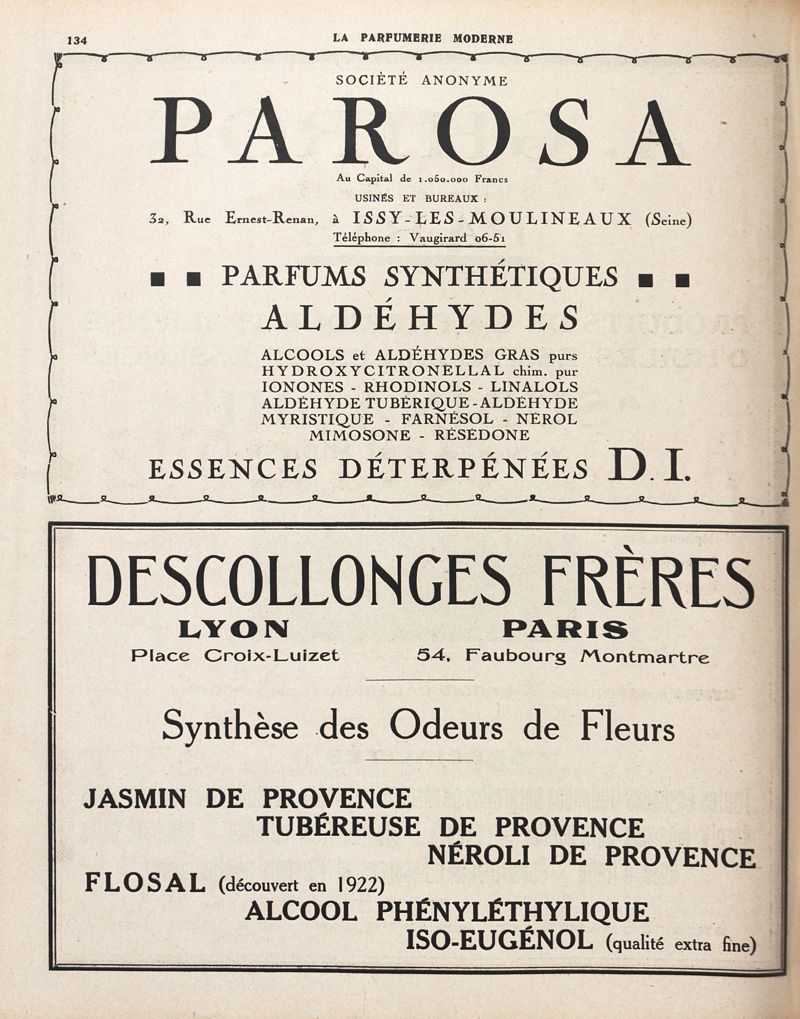 134
LA PARFUMERIE MODERNE
SOCIÈTÉ ANONYME
PAROSA
Au Capital de 1.050.000 Francs
USINES ET BUREAUX :
32, Rue Ernest-Renan, à ISSY-LES-MOULINEAUX (Seine)
Téléphone : Vaugirard 06-51
PARFUMS SYNTHÉTIQUES
ALDÉHYDES
ALCOOLS et ALDÉHYDES GRAS purs
HYDROXYCITRONELLAL chim. pur
IONONES - RHODINOLS - LINALOLS
ALDÉHYDE TUBÉRIQUE - ALDÉHYDE
MYRISTIQUE - FARNÉSOL - NÉROL
MIMOSONE - RÉSÉDONE
ESSENCES DÉTERPÉNÉES D. I.
DESCOLLONGES FRÈRES
LYON PARIS
Place Croix-Luizet 54, Faubourg Montmartre
Synthèse des Odeurs de Fleurs
JASMIN DE PROVENCE
TUBÉREUSE DE PROVENCE
NÉROLI DE PROVENCE
FLOSAL (découvert en 1922)
ALCOOL PHÉNYLÉTHYLIQUE
ISO-EUGÉNOL (qualité extra fine)